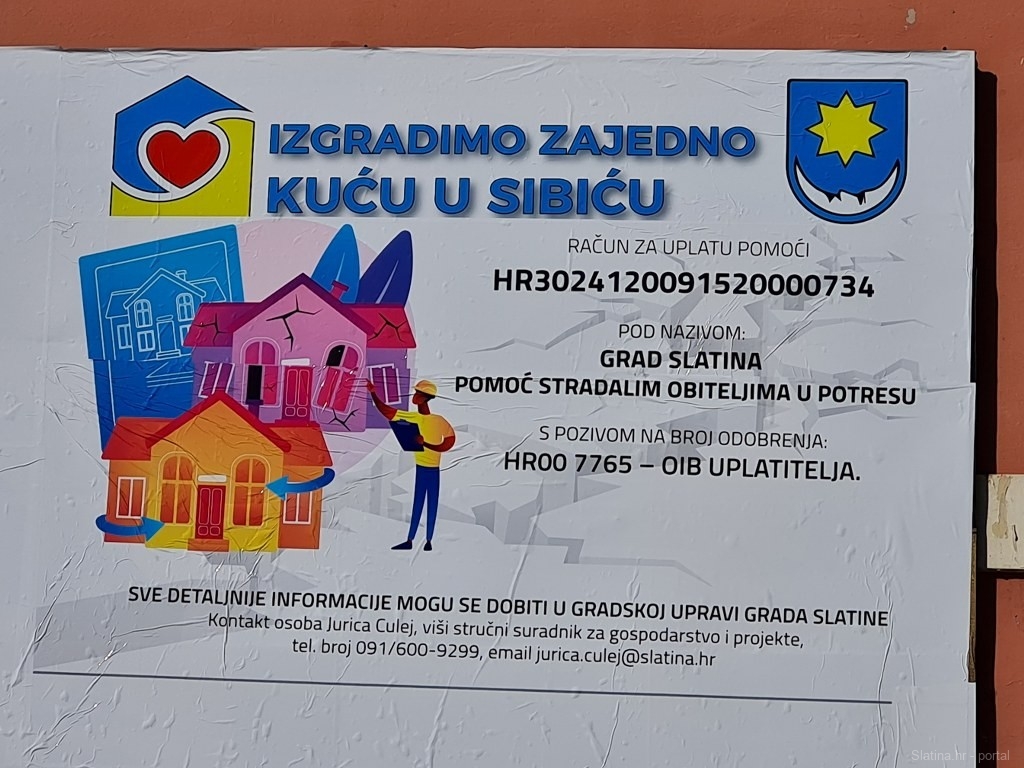 IZGRADIMO ZAJEDNO
KUĆU U SIBIĆU
RAČUN ZA UPLATU POMOĆI
HR3024120091520000734
POD NAZIVOM:
GRAD SLATINA
POMOĆ STRADALIM OBITELJIMA U POTRESU
S POZIVOM NA BROJ ODOBRENJA:
HR00 7765 – OIB UPLATITELJA.
SVE DETALJNIJE INFORMACIJE MOGU SE DOBITI U GRADSKOJ UPRAVI GRADA SLATINE
Kontakt osoba Jurica Culej, viši stručni suradnik za gospodarstvo i projekte,
tel. broj 091/600-9299, email jurica.culej@slatina.hr
Slatina.hr - portal